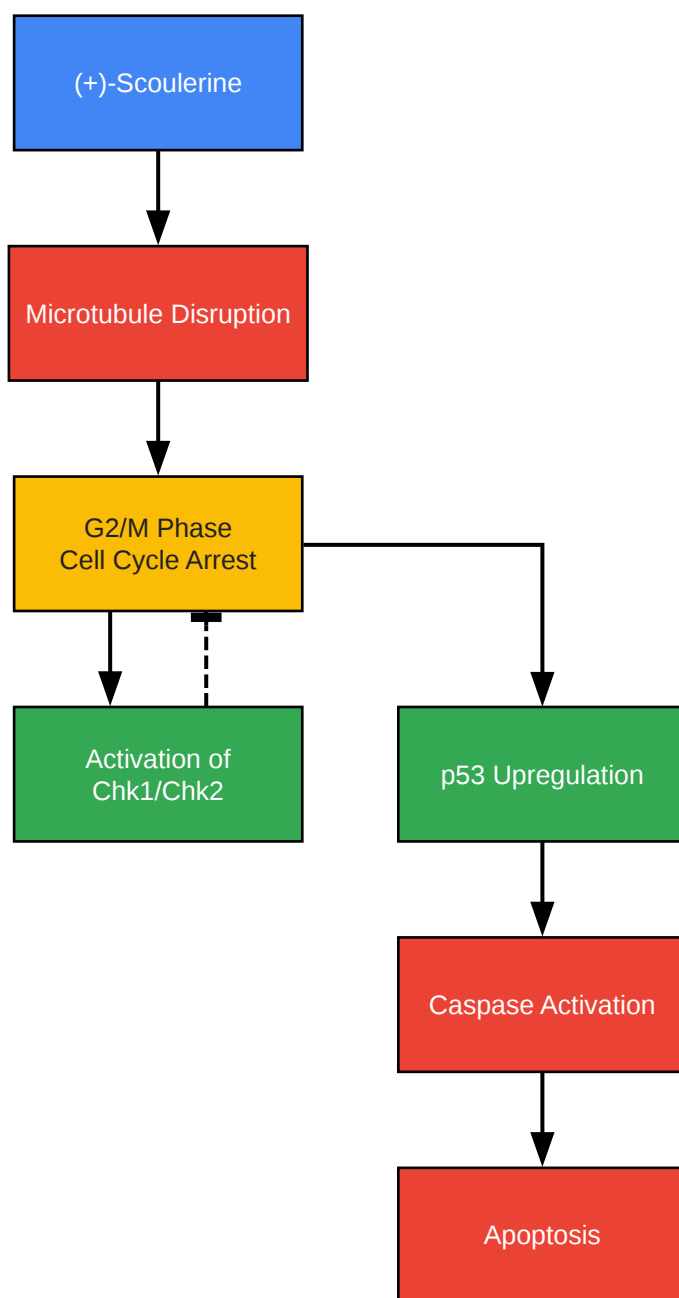 (+)-Scoulerine
Microtubule Disruption
G2/M Phase
Cell Cycle Arrest
Activation of
Chk1/Chk2
p53 Upregulation
Caspase Activation
Apoptosis